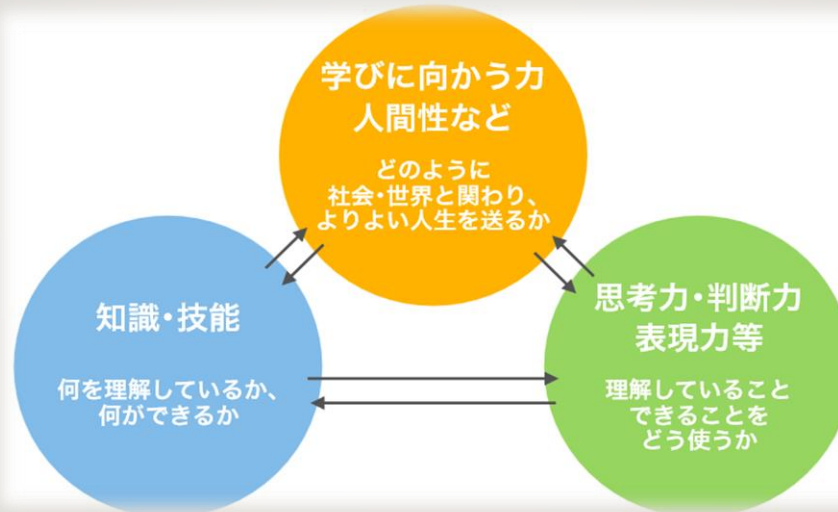 学びに向かう力
人間性など
どのように
社会・世界と関わり、
よりよい人生を送るか
知識・技能
何を理解しているか、
何ができるか
思考力・判断力
表現力等
理解していること
できることを
どう使うか